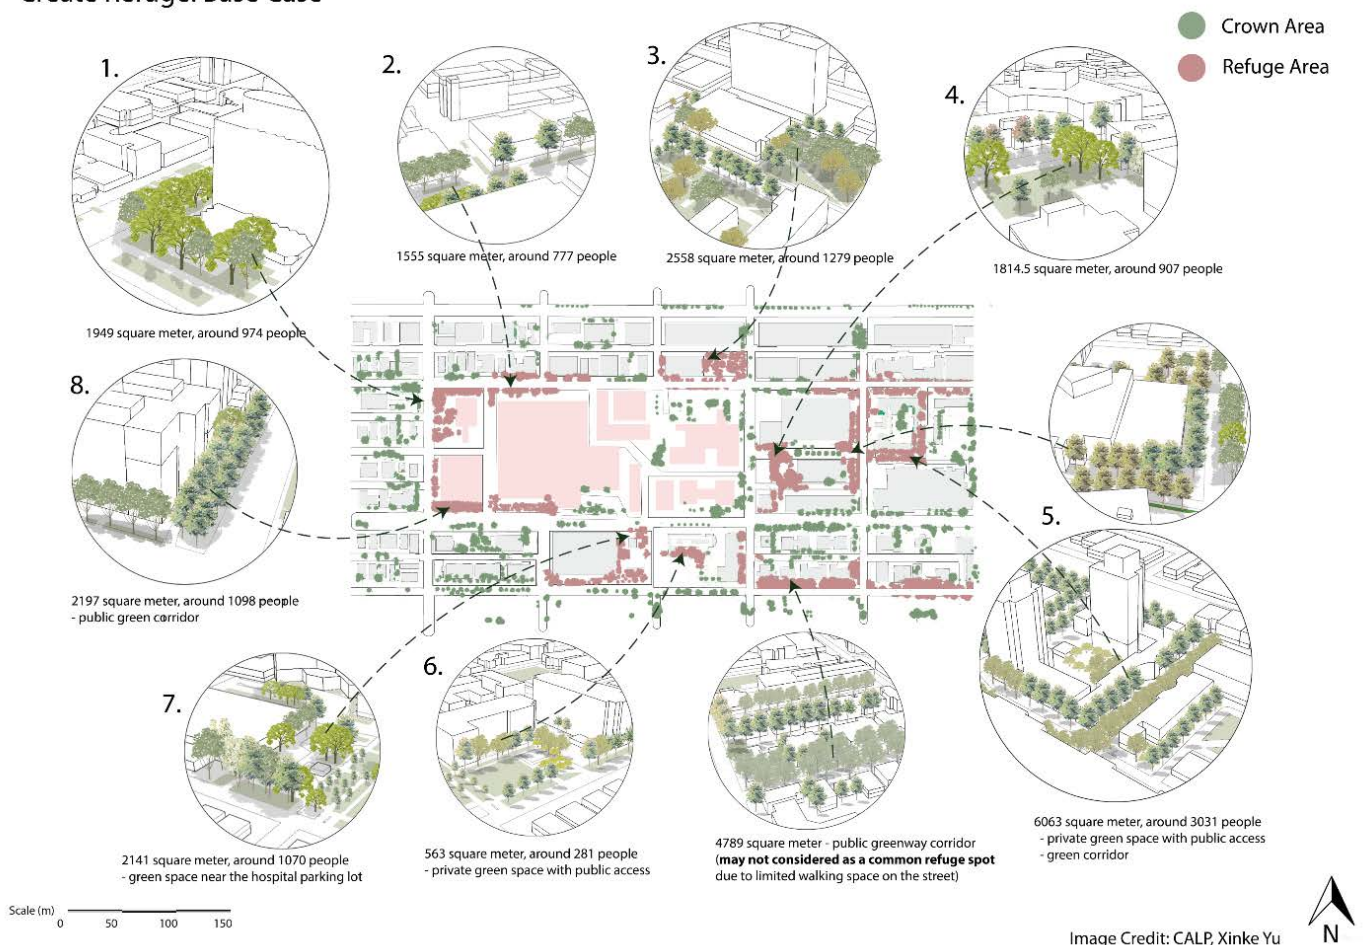 Create Refuge: Base Case
Crown Area
Refuge Area
1.
1949 square meter, around 974 people
2.
1555 square meter, around 777 people
3.
2558 square meter, around 1279 people
4.
1814.5 square meter, around 907 people
8.
2197 square meter, around 1098 people
- public green corridor
5.
6063 square meter, around 3031 people
- private green space with public access
- green corridor
7.
2141 square meter, around 1070 people
- green space near the hospital parking lot
6.
563 square meter, around 281 people
- private green space with public access
4789 square meter - public greenway corridor
(may not considered as a common refuge spot
due to limited walking space on the street)
Scale (m)
0 50 100 150
Image Credit: CALP, Xinke Yu
N